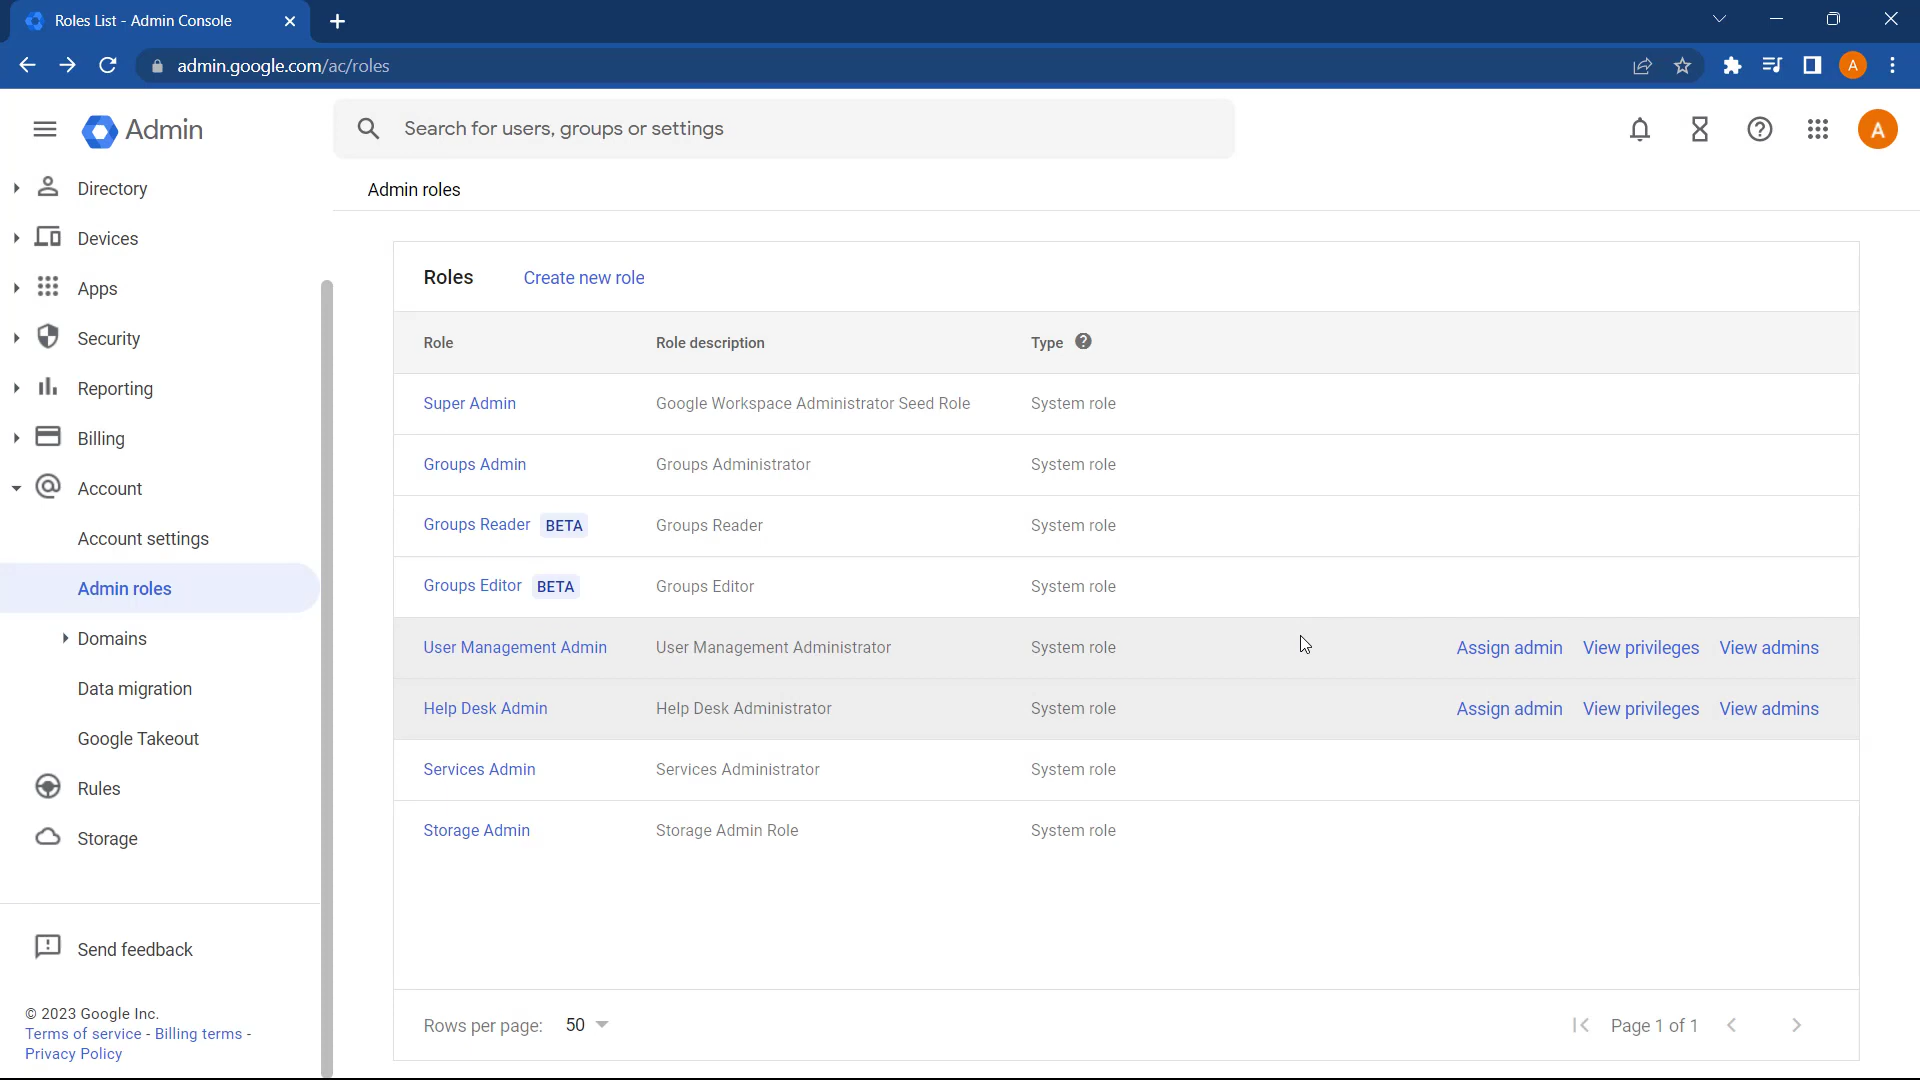 Roles List - Admin Console
admin.google.com/ac/roles
A
Admin
Search for users, groups or settings
A
Directory
Devices
Apps
Security
Reporting
Billing
Account
Account settings
Admin roles
Domains
Data migration
Google Takeout
Rules
Storage
Send feedback
© 2023 Google Inc.
Terms of service - Billing terms -
Privacy Policy
Admin roles
Roles Create new role
Role Role description Type
Super Admin Google Workspace Administrator Seed Role System role
Groups Admin Groups Administrator System role
Groups Reader BETA Groups Reader System role
Groups Editor BETA Groups Editor System role
User Management Admin User Management Administrator System role Assign admin View privileges View admins
Help Desk Admin Help Desk Administrator System role Assign admin View privileges View admins
Services Admin Services Administrator System role
Storage Admin Storage Admin Role System role
Rows per page: 50 Page 1 of 1